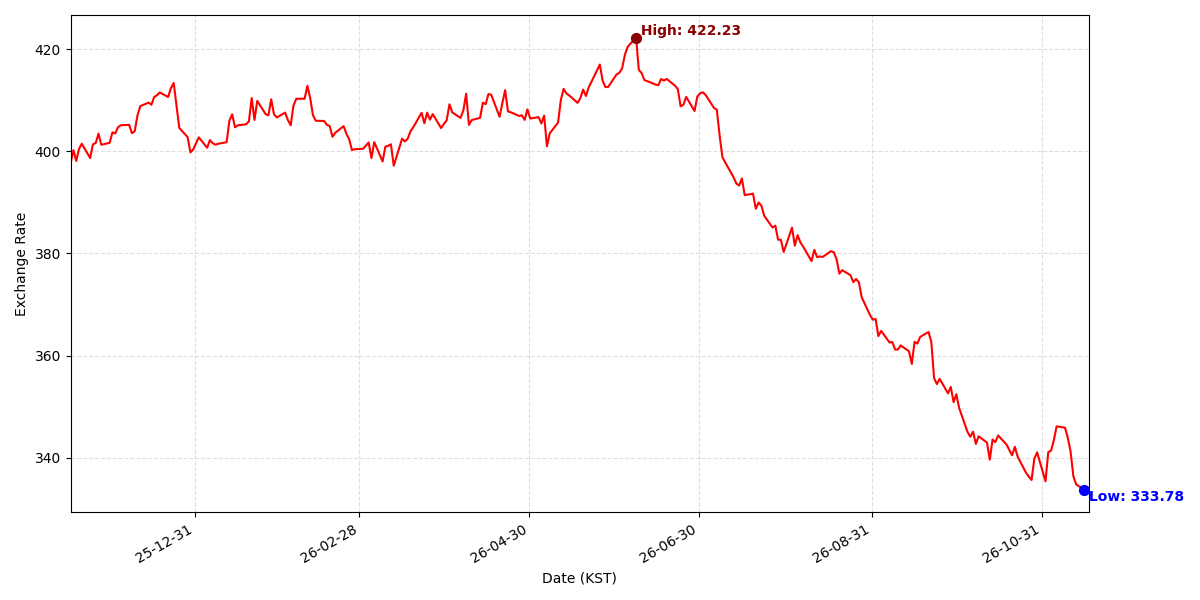 High: 422.23
420
400
380
360
340
Exchange Rate
Low: 333.78
25-12-31
26-02-28
26-04-30
26-06-30
26-08-31
26-10-31
Date (KST)